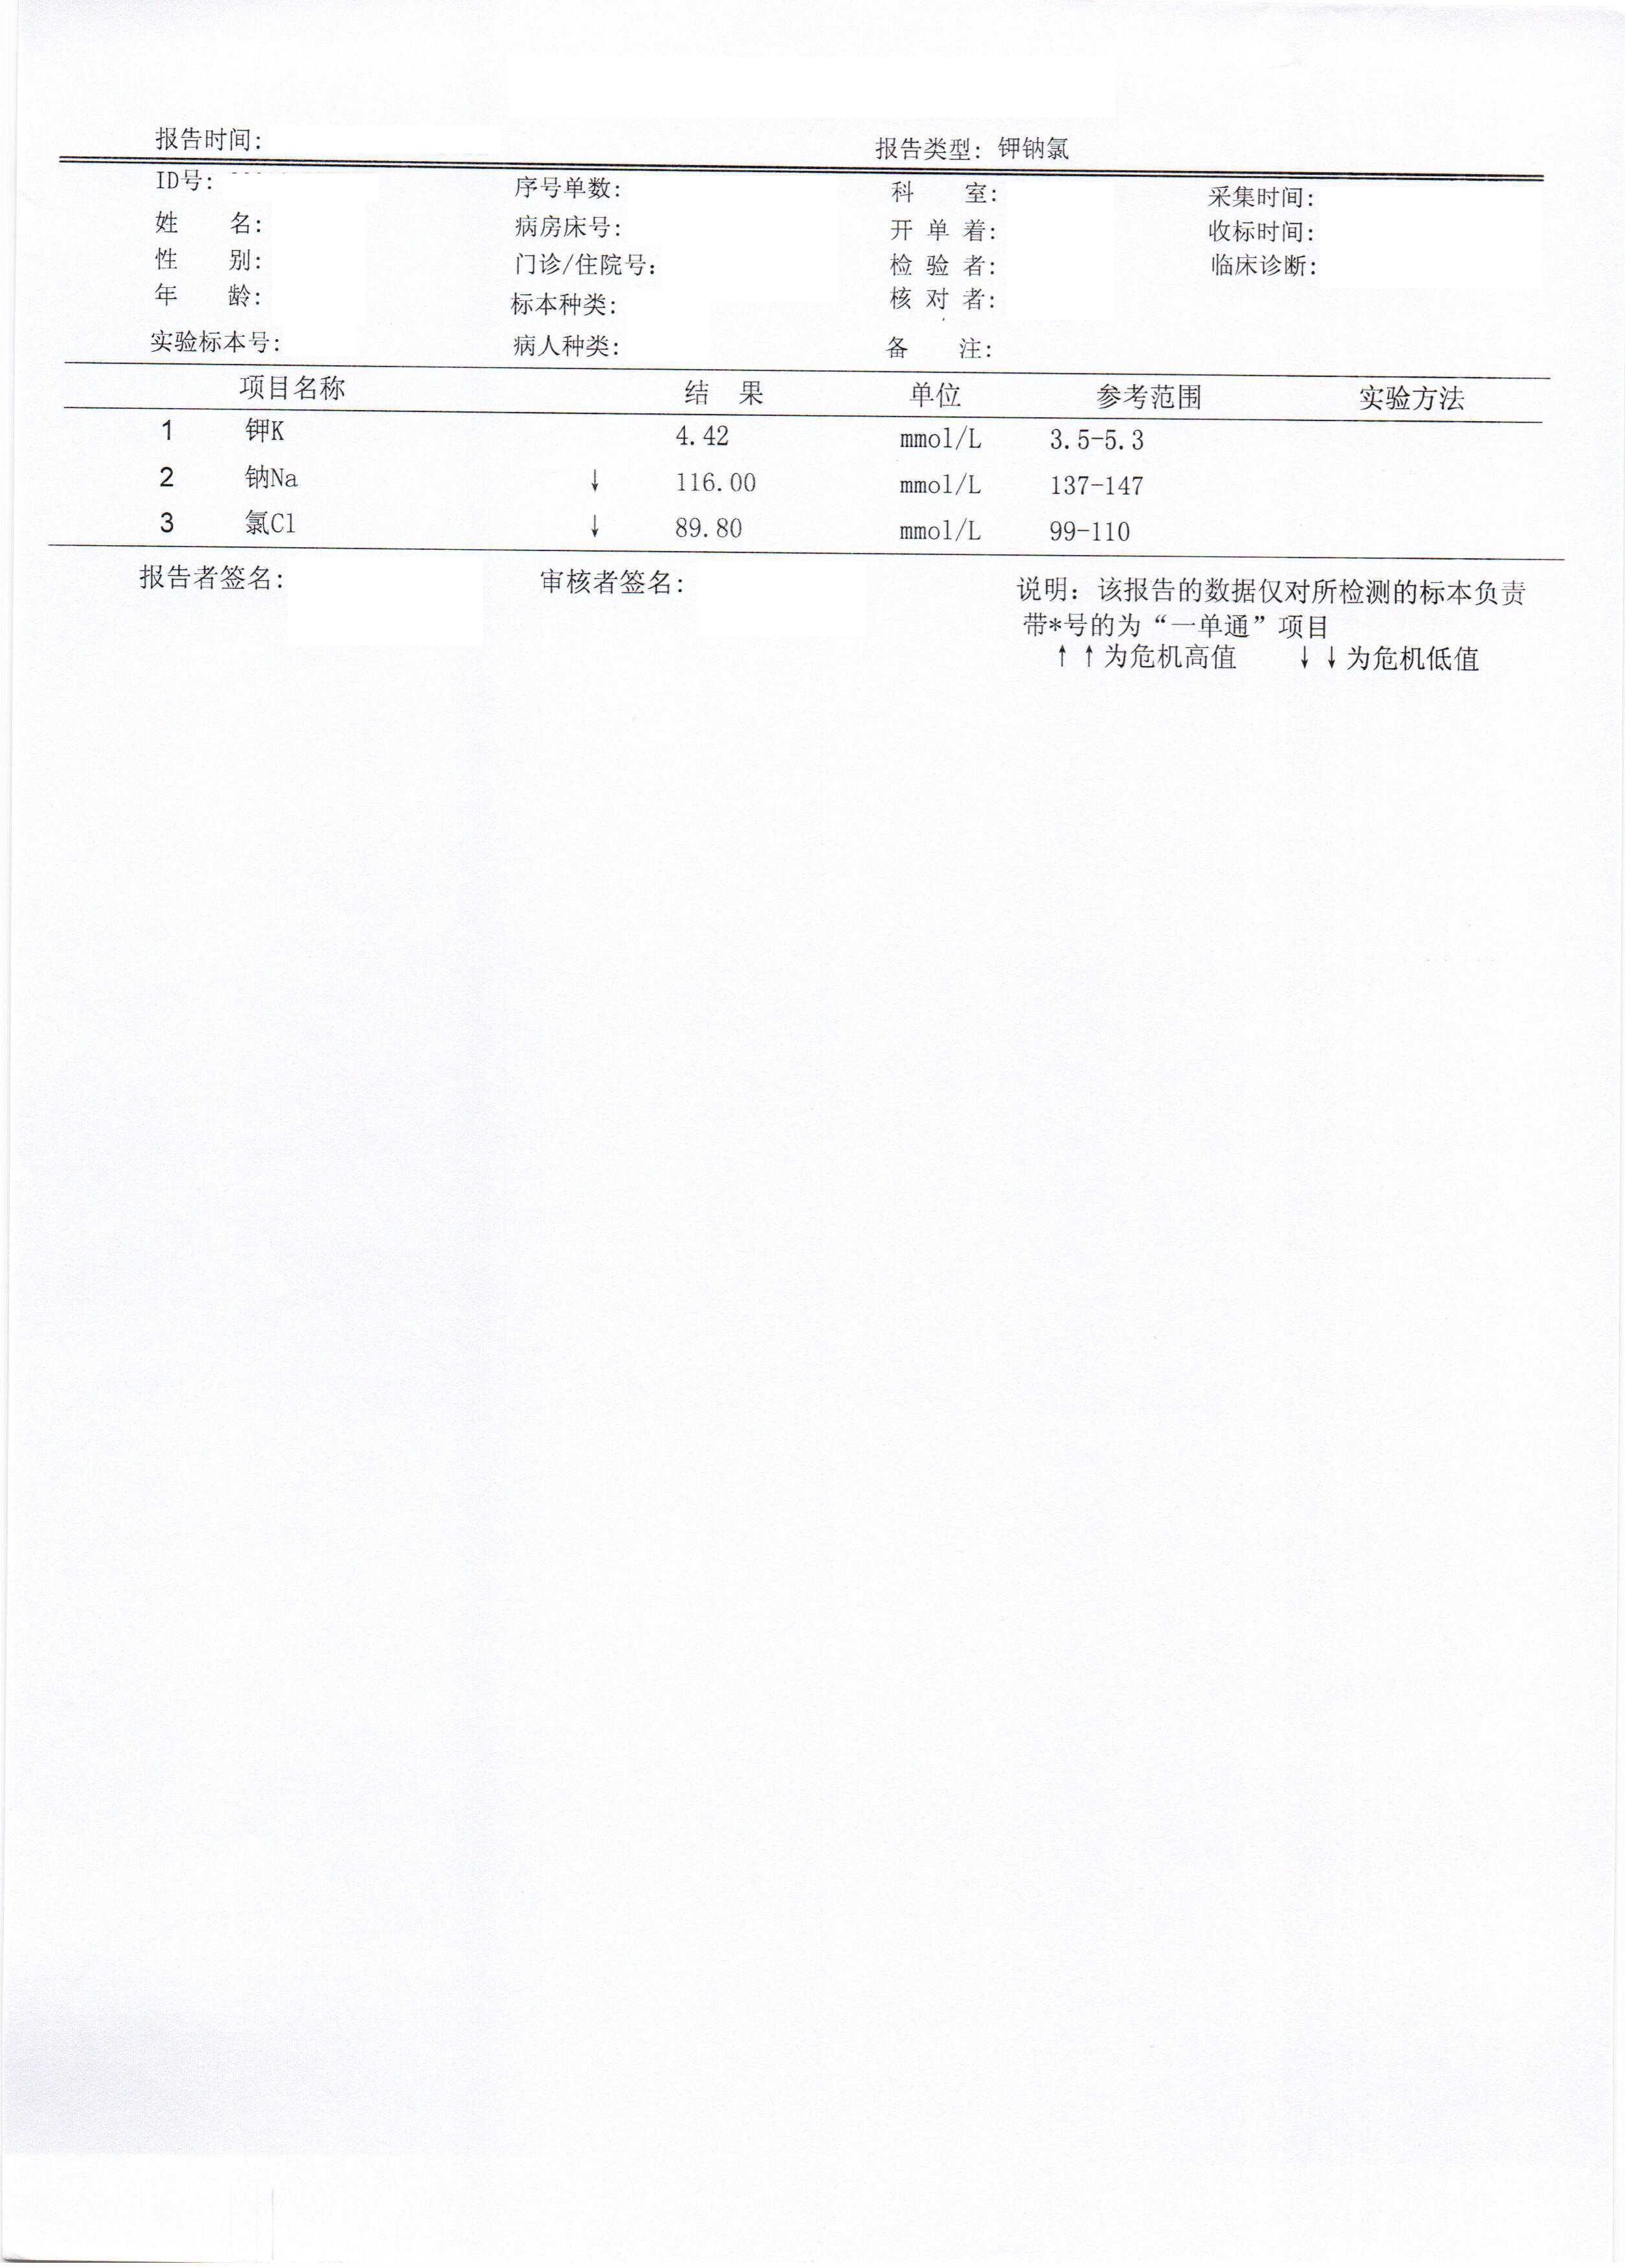 报告时间: 报告类型: 钾钠氯
ID号: 序号单数: 科 室: 采集时间:
姓 名: 病房床号: 开 单 着: 收标时间:
性 别: 门诊/住院号: 检 验 者: 临床诊断:
年 龄: 标本种类: 核 对 者:
实验标本号: 病人种类: 备 注:
项目名称 结 果 单位 参考范围 实验方法
1 钾K 4.42 mmol/L 3.5-5.3
2 钠Na ↓ 116.00 mmol/L 137-147
3 氯Cl ↓ 89.80 mmol/L 99-110
报告者签名: 审核者签名: 说明: 该报告的数据仅对所检测的标本负责
带*号的为“一单通”项目
↑↑为危机高值 ↓↓为危机低值